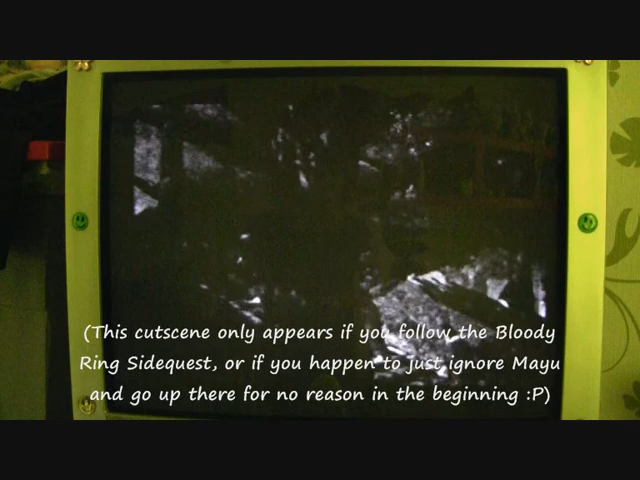 (This cutscene only appears if you follow the Bloody
Ring Sidequest, or if you happen to just ignore Mayu
and go up there for no reason in the beginning :P)